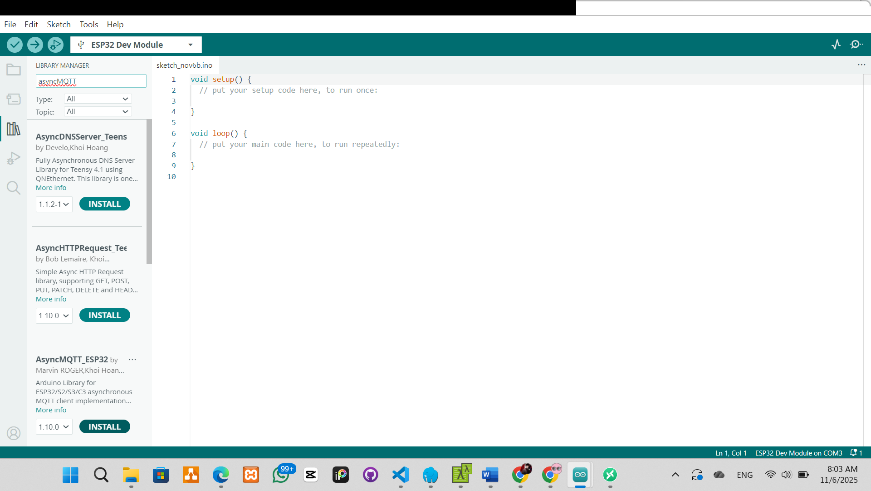 File Edit Sketch Tools Help
ESP32 Dev Module
LIBRARY MANAGER
sketch_nov6b.ino
asyncMQTT
Type: All
Topic: All
AsyncDNSServer_Teens
by Develo,Khoi Hoang
Fully Asynchronous DNS Server
Library for Teensy 4.1 using
QNEthernet. This library is one...
More info
1.1.2-1
INSTALL
AsyncHTTPRequest_Tee
by Bob Lemaire, Khoi...
Simple Async HTTP Request
library, supporting GET, POST,
PUT, PATCH, DELETE and HEAD...
More info
1.10.0
INSTALL
AsyncMQTT_ESP32 by
Marvin ROGER,Khoi Hoan...
Arduino Library for
ESP32/S2/S3/C3 asynchronous
MQTT client implementation...
More info
1.10.0
INSTALL
1 void setup() {
2 // put your setup code here, to run once:
3
4 }
5
6 void loop() {
7 // put your main code here, to run repeatedly:
8
9 }
10
Ln 1, Col 1 ESP32 Dev Module on COM3 1
99+
ENG
8:03 AM
11/6/2025